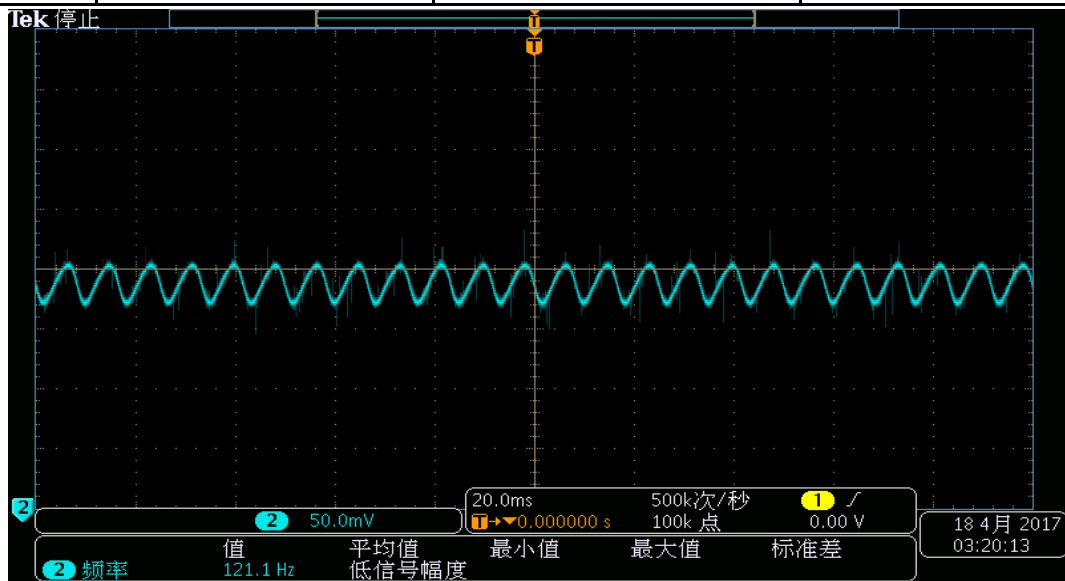 Tek 停止
T
T
2
2 50.0mV
20.0ms 500k次/秒 1
T→▼0.000000 s 100k 点 0.00 V
18 4月 2017
03:20:13
值 平均值 最小值 最大值 标准差
2 频率 121.1 Hz 低信号幅度